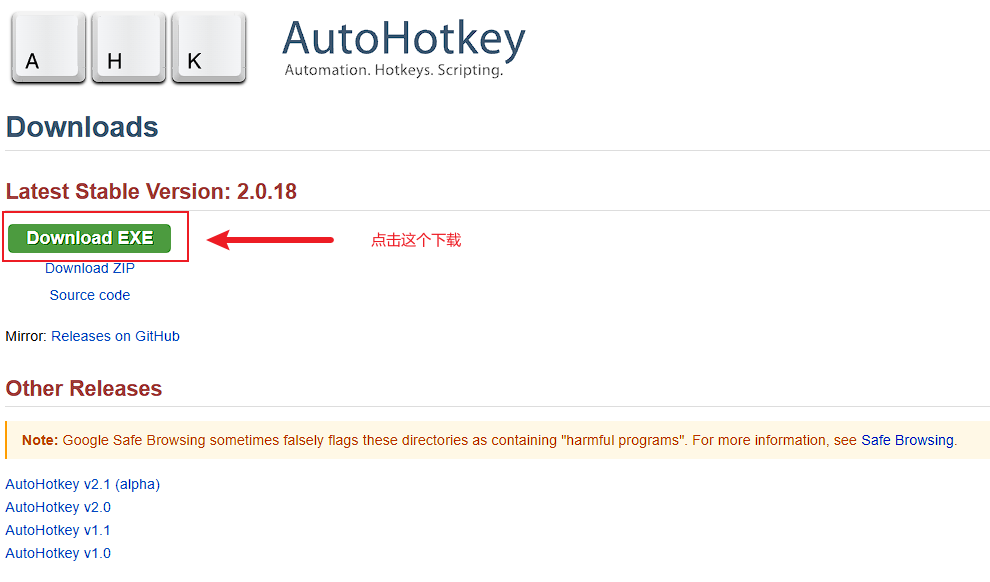 A H K
AutoHotkey
Automation. Hotkeys. Scripting.
Downloads
Latest Stable Version: 2.0.18
Download EXE
点击这个下载
Download ZIP
Source code
Mirror: Releases on GitHub
Other Releases
Note: Google Safe Browsing sometimes falsely flags these directories as containing "harmful programs". For more information, see Safe Browsing.
AutoHotkey v2.1 (alpha)
AutoHotkey v2.0
AutoHotkey v1.1
AutoHotkey v1.0